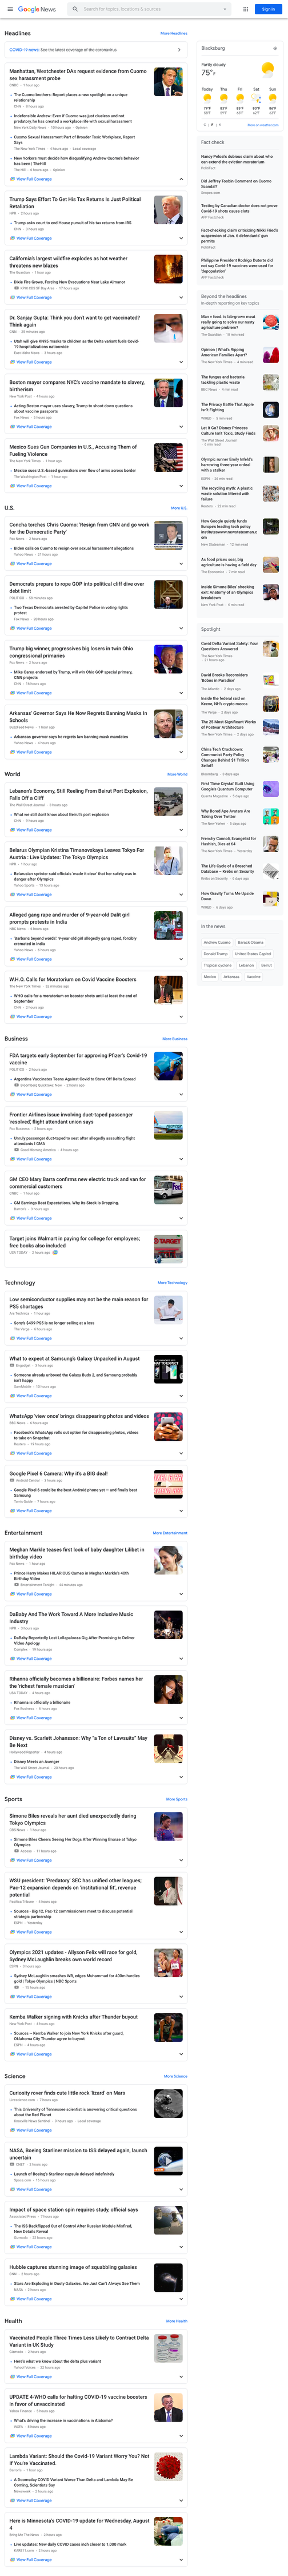 Google News
Search for topics, locations & sources
Sign in
Headlines
More Headlines
COVID-19 news: See the latest coverage of the coronavirus
Manhattan, Westchester DAs request evidence from Cuomo
sex harassment probe
The Cuomo brothers: Report places a new spotlight on a unique
relationship
Indefensible Andrew: Even if Cuomo was just clueless and not
predatory, he has created a workplace rife with sexual harassment
New York Daily News · 10 hours ago · Opinion
Cuomo Sexual Harassment Part of Broader Toxic Workplace, Report
Says
The New York Times · 4 hours ago · Local coverage
New Yorkers must decide how disqualifying Andrew Cuomo's behavior
has been | TheHill
The Hill · 6 hours ago · Opinion
View Full Coverage
Trump Says Effort To Get His Tax Returns Is Just Political
Retaliation
Trump asks court to end House pursuit of his tax returns from IRS
View Full Coverage
California's largest wildfire explodes as hot weather
threatens new blazes
Dixie Fire Grows, Forcing New Evacuations Near Lake Almanor
View Full Coverage
Dr. Sanjay Gupta: Think you don't want to get vaccinated?
Think again
Utah will give KN95 masks to children as the Delta variant fuels Covid-
19 hospitalizations nationwide
View Full Coverage
Boston mayor compares NYC's vaccine mandate to slavery,
birtherism
Acting Boston mayor uses slavery, Trump to shoot down questions
about vaccine passports
View Full Coverage
Mexico Sues Gun Companies in U.S., Accusing Them of
Fueling Violence
Mexico sues U.S.-based gunmakers over flow of arms across border
View Full Coverage
U.S.
More U.S.
Concha torches Chris Cuomo: 'Resign from CNN and go work
for the Democratic Party'
Biden calls on Cuomo to resign over sexual harassment allegations
View Full Coverage
Democrats prepare to rope GOP into political cliff dive over
debt limit
Two Texas Democrats arrested by Capitol Police in voting rights
protest
View Full Coverage
Trump big winner, progressives big losers in twin Ohio
congressional primaries
Mike Carey, endorsed by Trump, will win Ohio GOP special primary,
CNN projects
View Full Coverage
Arkansas' Governor Says He Now Regrets Banning Masks In
Schools
Arkansas governor says he regrets law banning mask mandates
View Full Coverage
World
More World
Lebanon's Economy, Still Reeling From Beirut Port Explosion,
Falls Off a Cliff
What we still don't know about Beirut's port explosion
View Full Coverage
Belarus Olympian Kristina Timanovskaya Leaves Tokyo For
Austria : Live Updates: The Tokyo Olympics
Belarusian sprinter said officials 'made it clear' that her safety was in
danger after Olympics
View Full Coverage
Alleged gang rape and murder of 9-year-old Dalit girl
prompts protests in India
'Barbaric beyond words': 9-year-old girl allegedly gang raped, forcibly
cremated in India
View Full Coverage
W.H.O. Calls for Moratorium on Covid Vaccine Boosters
WHO calls for a moratorium on booster shots until at least the end of
September
View Full Coverage
Business
More Business
FDA targets early September for approving Pfizer's Covid-19
vaccine
Argentina Vaccinates Teens Against Covid to Stave Off Delta Spread
View Full Coverage
Frontier Airlines issue involving duct-taped passenger
'resolved,' flight attendant union says
Unruly passenger duct-taped to seat after allegedly assaulting flight
attendants l GMA
View Full Coverage
GM CEO Mary Barra confirms new electric truck and van for
commercial customers
GM Earnings Beat Expectations. Why Its Stock Is Dropping.
View Full Coverage
Target joins Walmart in paying for college for employees;
free books also included
Technology
More Technology
Low semiconductor supplies may not be the main reason for
PS5 shortages
Sony's $499 PS5 is no longer selling at a loss
View Full Coverage
What to expect at Samsung's Galaxy Unpacked in August
Someone already unboxed the Galaxy Buds 2, and Samsung probably
isn't happy
View Full Coverage
WhatsApp 'view once' brings disappearing photos and videos
Facebook's WhatsApp rolls out option for disappearing photos, videos
to take on Snapchat
View Full Coverage
Google Pixel 6 Camera: Why it's a BIG deal!
Google Pixel 6 could be the best Android phone yet — and finally beat
Samsung
View Full Coverage
Entertainment
More Entertainment
Meghan Markle teases first look of baby daughter Lilibet in
birthday video
Prince Harry Makes HILARIOUS Cameo in Meghan Markle's 40th
Birthday Video
View Full Coverage
DaBaby And The Work Toward A More Inclusive Music
Industry
DaBaby Reportedly Lost Lollapalooza Gig After Promising to Deliver
Video Apology
View Full Coverage
Rihanna officially becomes a billionaire: Forbes names her
the 'richest female musician'
Rihanna is officially a billionaire
View Full Coverage
Disney vs. Scarlett Johansson: Why "a Ton of Lawsuits" May
Be Next
Disney Meets an Avenger
View Full Coverage
Sports
More Sports
Simone Biles reveals her aunt died unexpectedly during
Tokyo Olympics
Simone Biles Cheers Seeing Her Dogs After Winning Bronze at Tokyo
Olympics
View Full Coverage
WSU president: 'Predatory' SEC has unified other leagues;
Pac-12 expansion depends on 'institutional fit', revenue
potential
Sources - Big 12, Pac-12 commissioners meet to discuss potential
strategic partnership
View Full Coverage
Olympics 2021 updates - Allyson Felix will race for gold,
Sydney McLaughlin breaks own world record
Sydney McLaughlin smashes WR, edges Muhammad for 400m hurdles
gold | Tokyo Olympics | NBC Sports
View Full Coverage
Kemba Walker signing with Knicks after Thunder buyout
Sources -- Kemba Walker to join New York Knicks after guard,
Oklahoma City Thunder agree to buyout
View Full Coverage
Science
More Science
Curiosity rover finds cute little rock 'lizard' on Mars
This University of Tennessee scientist is answering critical questions
about the Red Planet
View Full Coverage
NASA, Boeing Starliner mission to ISS delayed again, launch
uncertain
Launch of Boeing's Starliner capsule delayed indefinitely
View Full Coverage
Impact of space station spin requires study, official says
The ISS Backflipped Out of Control After Russian Module Misfired,
New Details Reveal
View Full Coverage
Hubble captures stunning image of squabbling galaxies
Stars Are Exploding in Dusty Galaxies. We Just Can't Always See Them
View Full Coverage
Health
More Health
Vaccinated People Three Times Less Likely to Contract Delta
Variant in UK Study
Here's what we know about the delta plus variant
View Full Coverage
UPDATE 4-WHO calls for halting COVID-19 vaccine boosters
in favor of unvaccinated
What's driving the increase in vaccinations in Alabama?
View Full Coverage
Lambda Variant: Should the Covid-19 Variant Worry You? Not
If You're Vaccinated.
A Doomsday COVID Variant Worse Than Delta and Lambda May Be
Coming, Scientists Say
View Full Coverage
Here is Minnesota's COVID-19 update for Wednesday, August
4
Live updates: New daily COVID cases inch closer to 1,000 mark
View Full Coverage
Blacksburg
Partly cloudy
75°F
Today Thu Fri Sat Sun
More on weather.com
Fact check
Nancy Pelosi's dubious claim about who
can extend the eviction moratorium
PolitiFact
Did Jeffrey Toobin Comment on Cuomo
Scandal?
Snopes.com
Texting by Canadian doctor does not prove
Covid-19 shots cause clots
AFP Factcheck
Fact-checking claim criticizing Nikki Fried's
suspension of Jan. 6 defendants' gun
permits
PolitiFact
Philippine President Rodrigo Duterte did
not say Covid-19 vaccines were used for
'depopulation'
AFP Factcheck
Beyond the headlines
In-depth reporting on key topics
Man v food: is lab-grown meat
really going to solve our nasty
agriculture problem?
Opinion | What's Ripping
American Families Apart?
The fungus and bacteria
tackling plastic waste
The Privacy Battle That Apple
Isn't Fighting
Let It Go? Disney Princess
Culture Isn't Toxic, Study Finds
Olympic runner Emily Infeld's
harrowing three-year ordeal
with a stalker
The recycling myth: A plastic
waste solution littered with
failure
How Google quietly funds
Europe's leading tech policy
As food prices soar, big
agriculture is having a field day
Inside Simone Biles' shocking
exit: Anatomy of an Olympics
breakdown
Spotlight
Covid Delta Variant Safety: Your
Questions Answered
David Brooks Reconsiders
'Bobos in Paradise'
Inside the federal raid on
Keene, NH's crypto mecca
The 25 Most Significant Works
of Postwar Architecture
China Tech Crackdown:
Communist Party Policy
Changes Behind $1 Trillion
Selloff
First 'Time Crystal' Built Using
Google's Quantum Computer
Why Bored Ape Avatars Are
Taking Over Twitter
Frenchy Cannoli, Evangelist for
Hashish, Dies at 64
The Life Cycle of a Breached
Database – Krebs on Security
How Gravity Turns Me Upside
Down
In the news
Andrew Cuomo
Barack Obama
Donald Trump
United States Capitol
Tropical cyclone
Lebanon
Beirut
Mexico
Arkansas
Vaccine